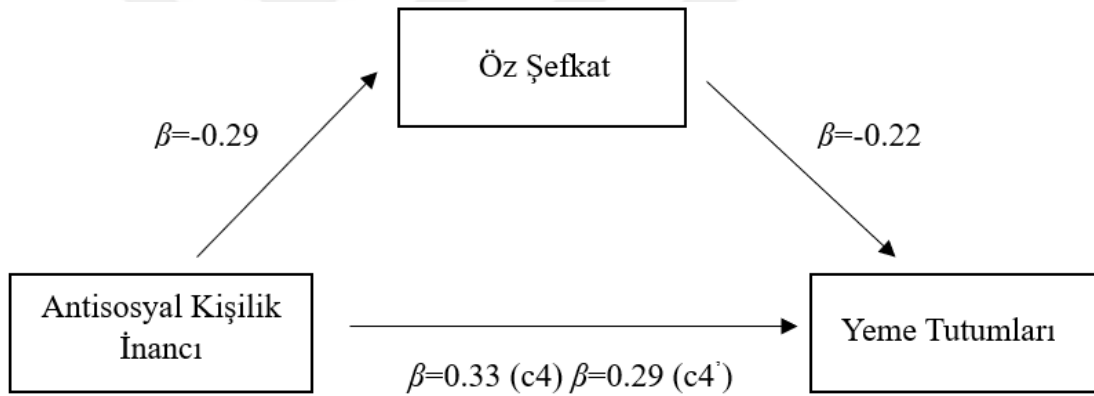 Öz Şefkat
β=-0.29
β=-0.22
Antisosyal Kişilik
İnancı
Yeme Tutumları
β=0.33 (c4) β=0.29 (c4’)